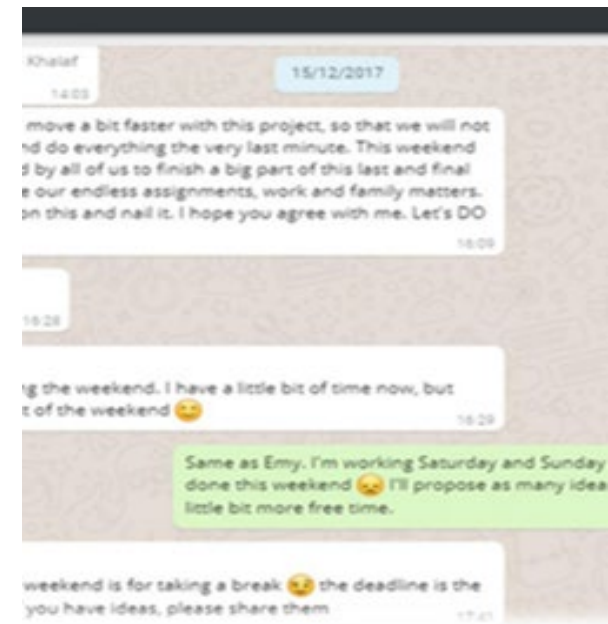 Khalaf
14:03
15/12/2017
move a bit faster with this project, so that we will not
nd do everything the very last minute. This weekend
d by all of us to finish a big part of this last and final
e our endless assignments, work and family matters.
on this and nail it. I hope you agree with me. Let's DO
16:09
16:28
ng the weekend. I have a little bit of time now, but
t of the weekend 😊
16:29
Same as Emy. I'm working Saturday and Sunday
done this weekend 😞 I'll propose as many idea
little bit more free time.
weekend is for taking a break 😉 the deadline is the
you have ideas, please share them
17:41